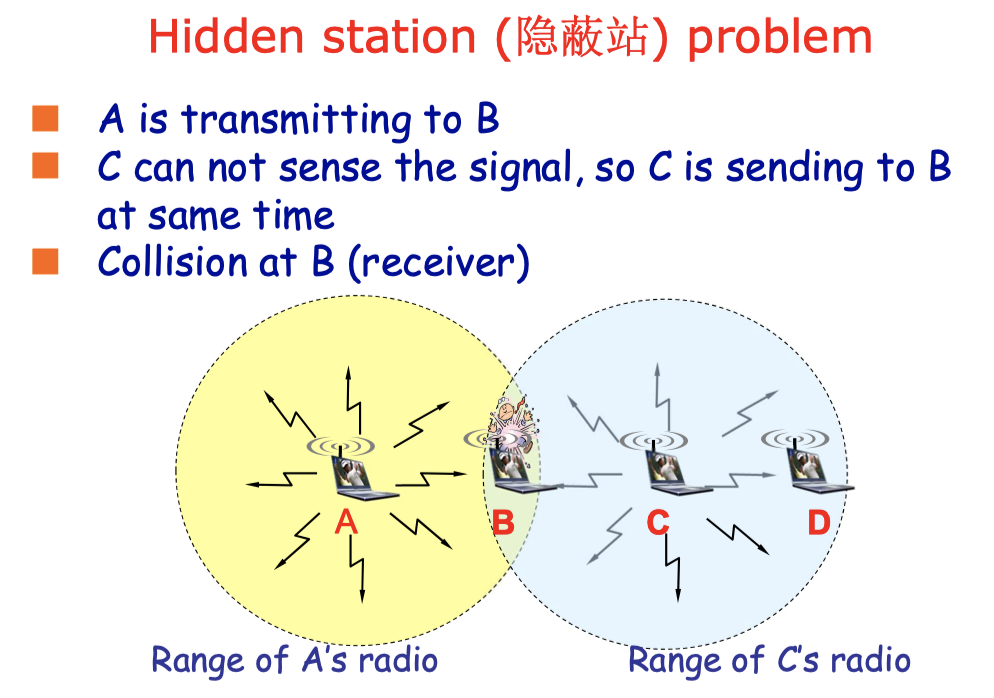 Hidden station (隐蔽站) problem
A is transmitting to B
C can not sense the signal, so C is sending to B
at same time
Collision at B (receiver)
A
B
C
D
Range of A's radio
Range of C's radio